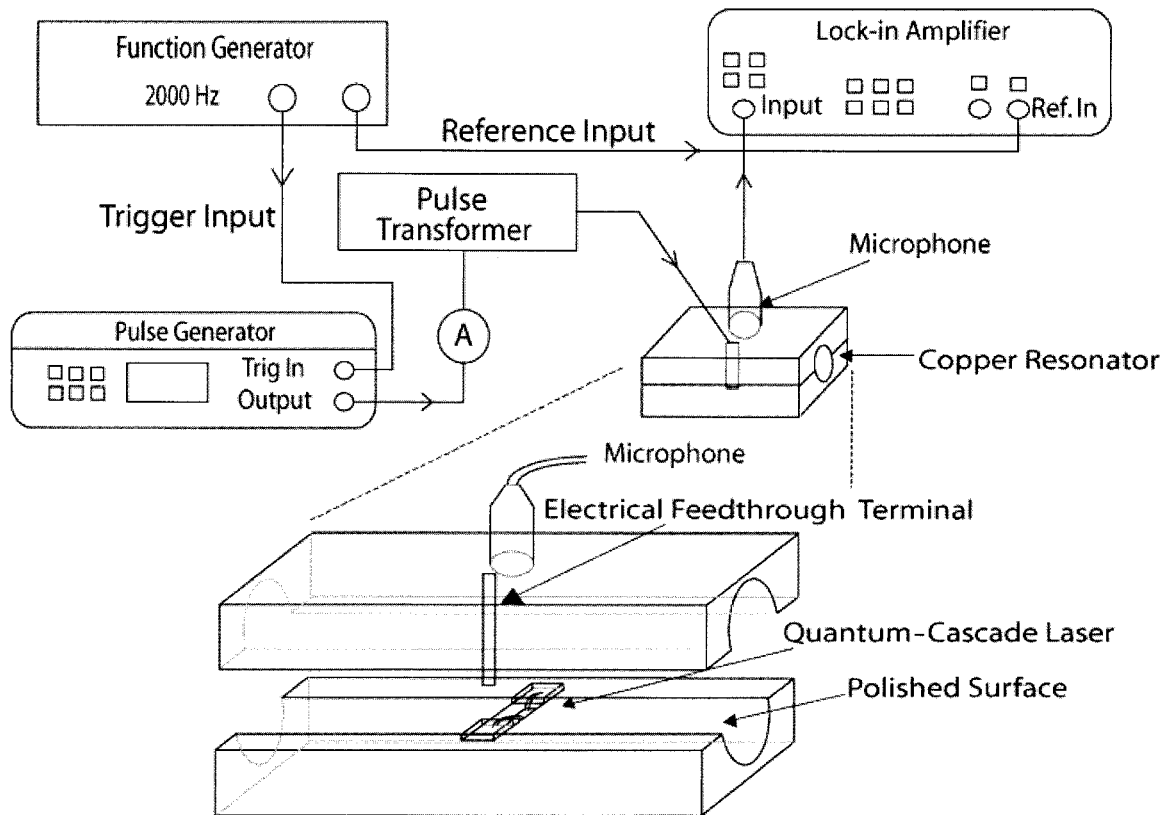 Function Generator
2000 Hz
Lock-in Amplifier
Input
Ref. In
Reference Input
Trigger Input
Pulse
Transformer
Microphone
Pulse Generator
Trig In
Output
A
Copper Resonator
Microphone
Electrical Feedthrough Terminal
Quantum-Cascade Laser
Polished Surface